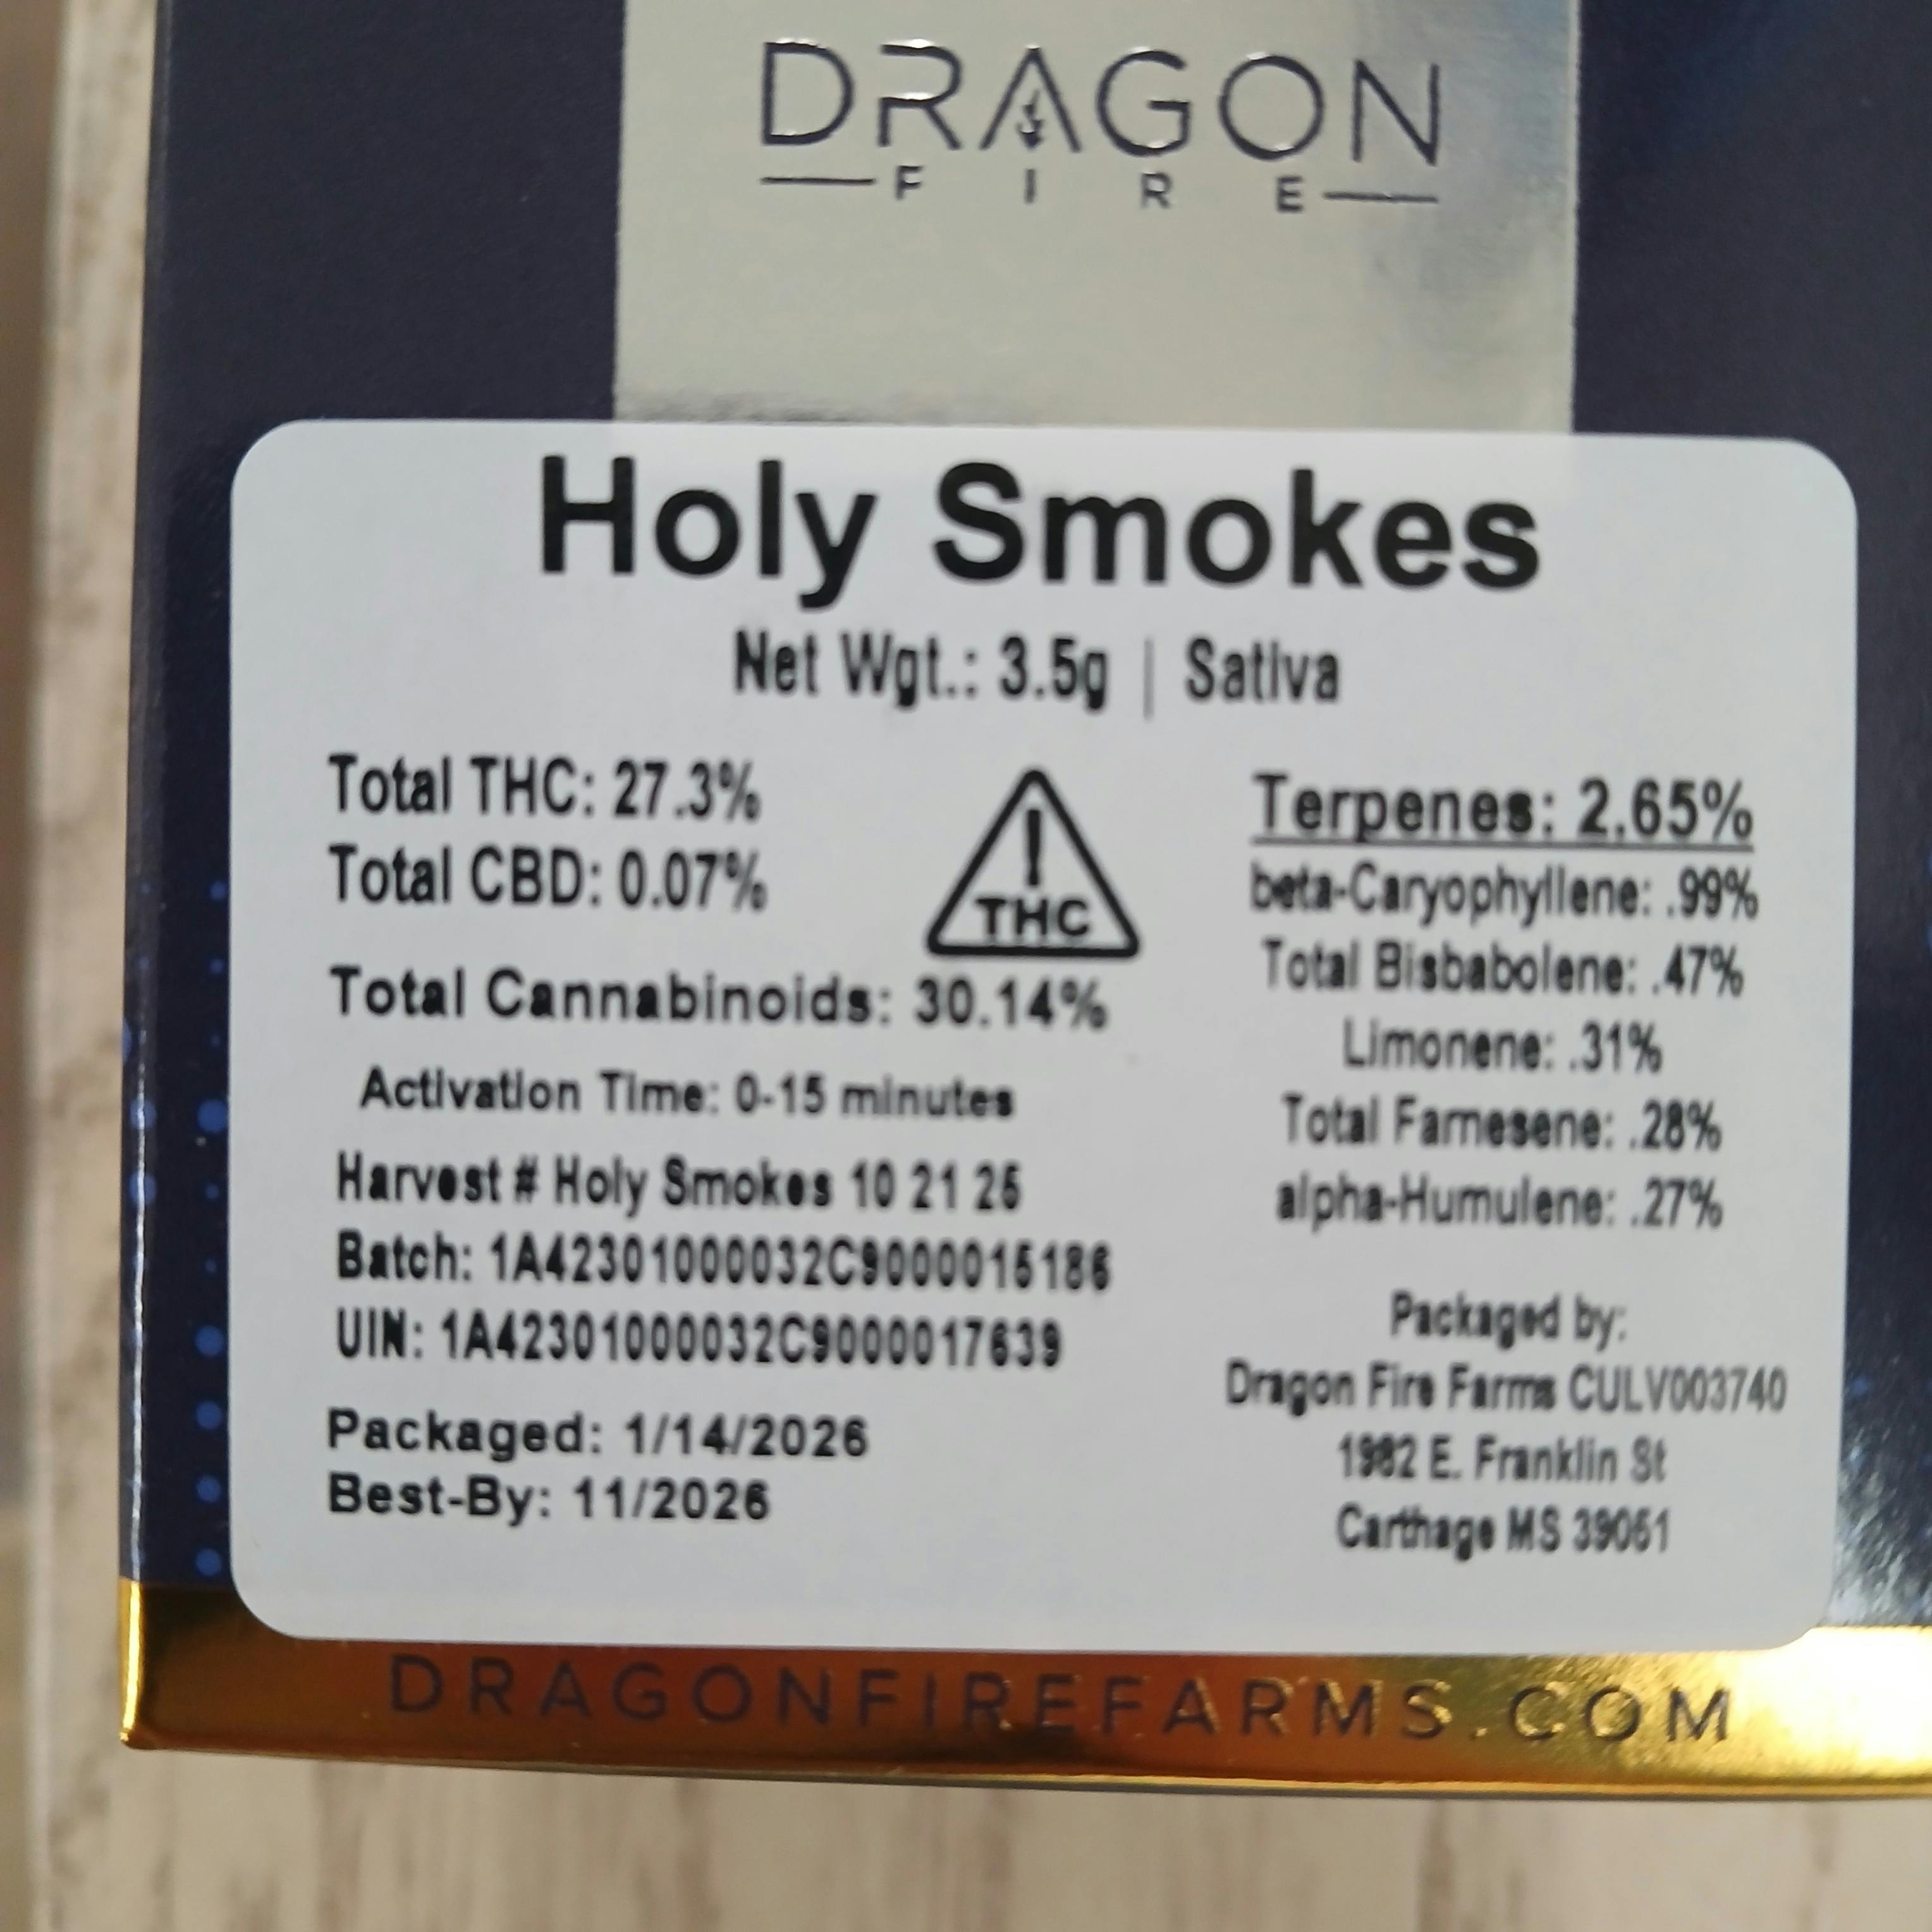 DRAGON
FIRE
Holy Smokes
Net Wgt.: 3.5g | Sativa
Total THC: 27.3%
Total CBD: 0.07%
! THC
Total Cannabinoids: 30.14%
Activation Time: 0-15 minutes
Harvest # Holy Smokes 10 21 25
Batch: 1A42301000032C9000015186
UIN: 1A42301000032C9000017639
Packaged: 1/14/2026
Best-By: 11/2026
Terpenes: 2.65%
beta-Caryophyllene: .99%
Total Bisbabolene: .47%
Limonene: .31%
Total Farnesene: .28%
alpha-Humulene: .27%
Packaged by:
Dragon Fire Farms CULV003740
1982 E. Franklin St
Carthage MS 39051
DRAGONFIREFARMS.COM